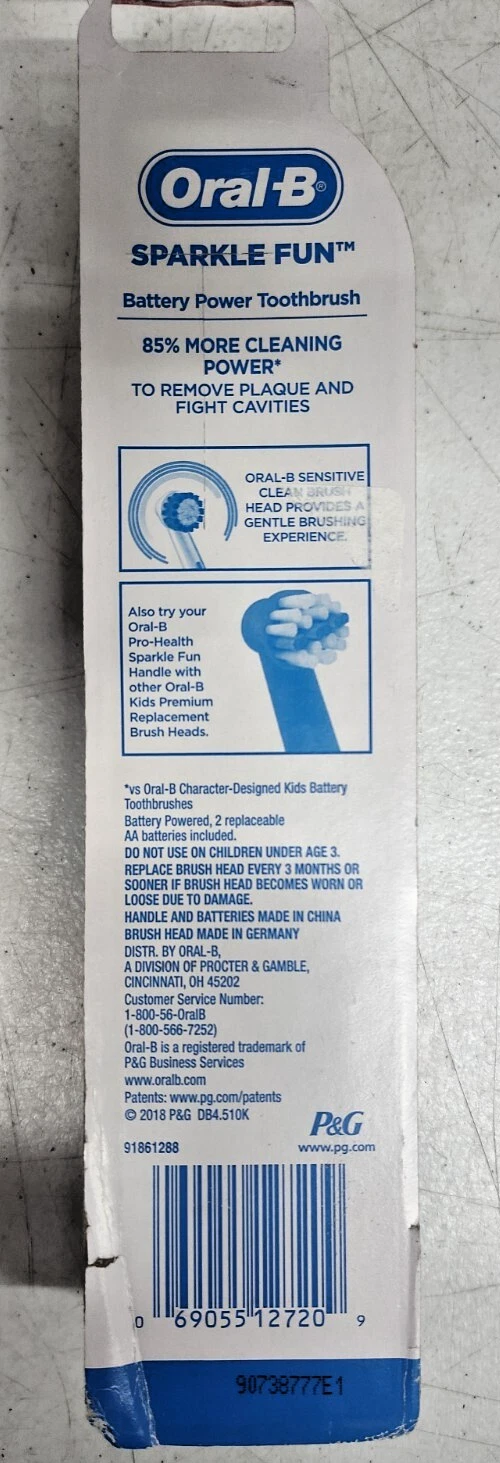 Oral-B®
SPARKLE FUN™
Battery Power Toothbrush
85% MORE CLEANING
POWER*
TO REMOVE PLAQUE AND
FIGHT CAVITIES
ORAL-B SENSITIVE
CLEAN BRUSH
HEAD PROVIDES A
GENTLE BRUSHING
EXPERIENCE.
Also try your
Oral-B
Pro-Health
Sparkle Fun
Handle with
other Oral-B
Kids Premium
Replacement
Brush Heads.
*vs Oral-B Character-Designed Kids Battery
Toothbrushes
Battery Powered, 2 replaceable
AA batteries included.
DO NOT USE ON CHILDREN UNDER AGE 3.
REPLACE BRUSH HEAD EVERY 3 MONTHS OR
SOONER IF BRUSH HEAD BECOMES WORN OR
LOOSE DUE TO DAMAGE.
HANDLE AND BATTERIES MADE IN CHINA
BRUSH HEAD MADE IN GERMANY
DISTR. BY ORAL-B,
A DIVISION OF PROCTER & GAMBLE,
CINCINNATI, OH 45202
Customer Service Number:
1-800-56-OralB
(1-800-566-7252)
Oral-B is a registered trademark of
P&G Business Services
www.oralb.com
Patents: www.pg.com/patents
© 2018 P&G DB4.510K
P&G
91861288 www.pg.com
0 69055 12720 9
90738777E1